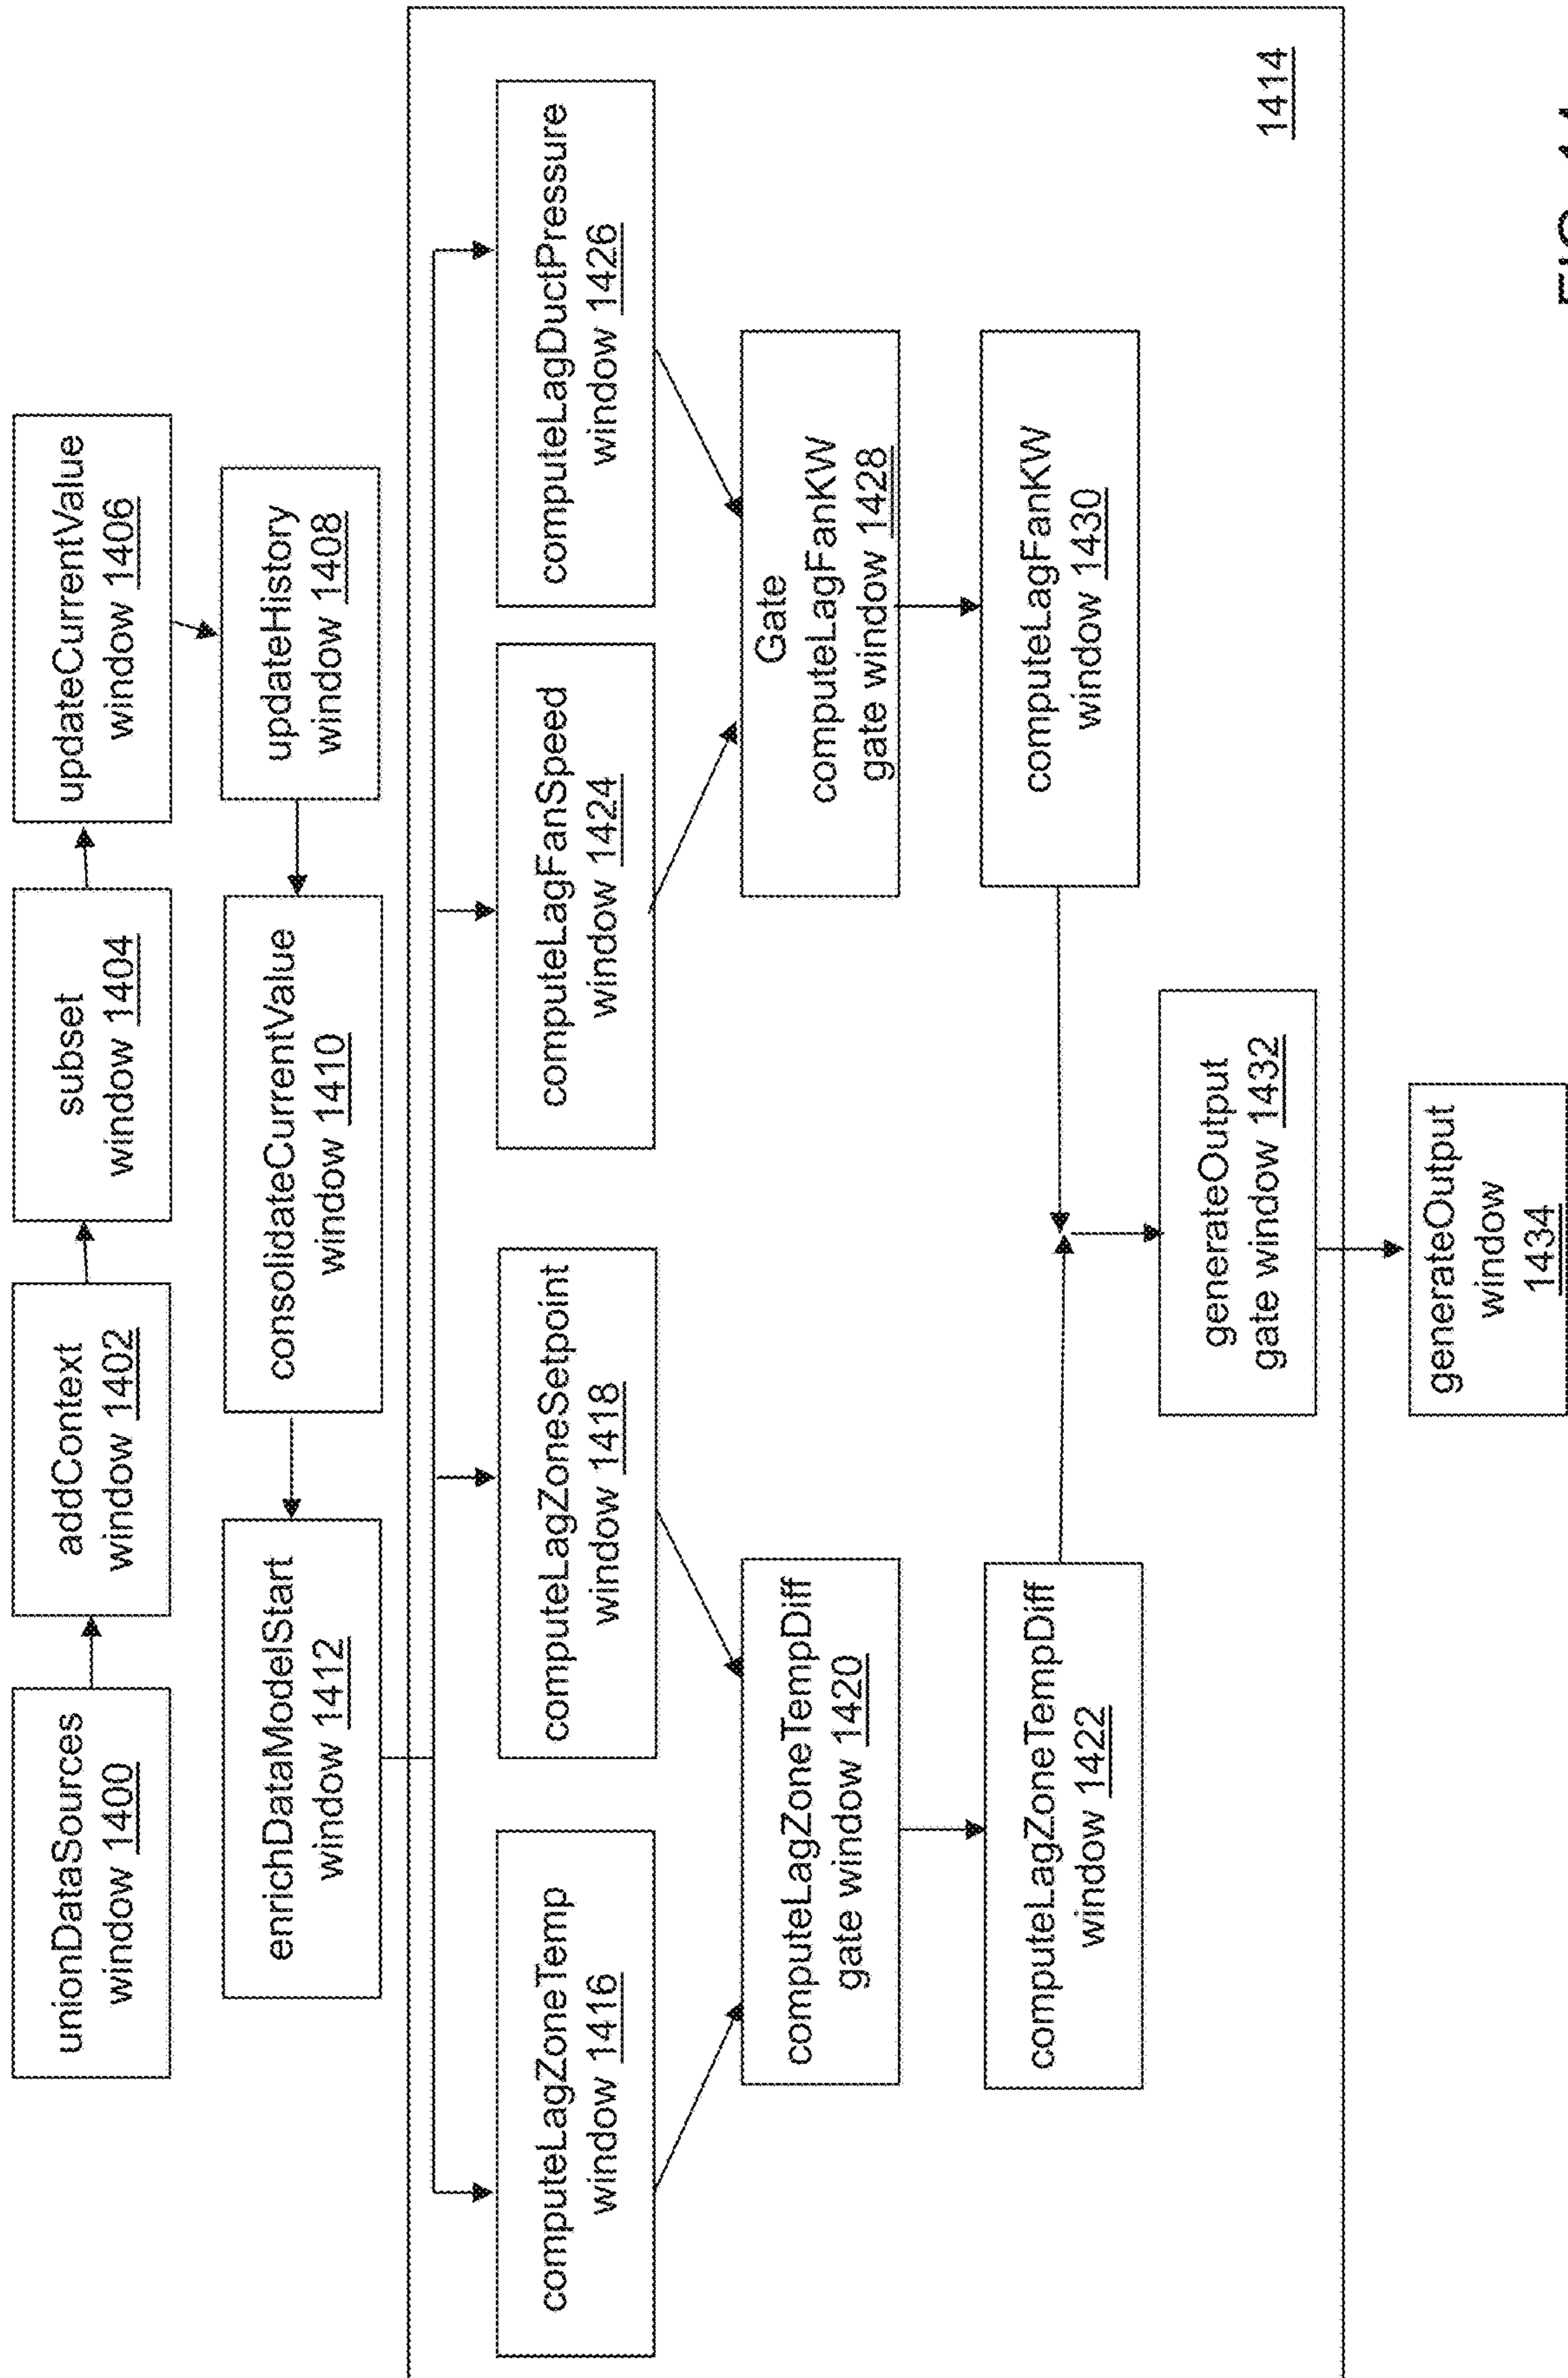 unionDataSources
window 1400
addContext
window 1402
subset
window 1404
updateCurrentValue
window 1406
enrichDataModelStart
window 1412
consolidateCurrentValue
window 1410
updateHistory
window 1408
computeLagZoneTemp
window 1416
computeLagZoneSetpoint
window 1418
computeLagFanSpeed
window 1424
computeLagDuctPressure
window 1426
computeLagZoneTempDiff
gate window 1420
Gate
computeLagFanKW
gate window 1428
computeLagZoneTempDiff
window 1422
computeLagFanKW
window 1430
generateOutput
gate window 1432
1414
generateOutput
window
1434